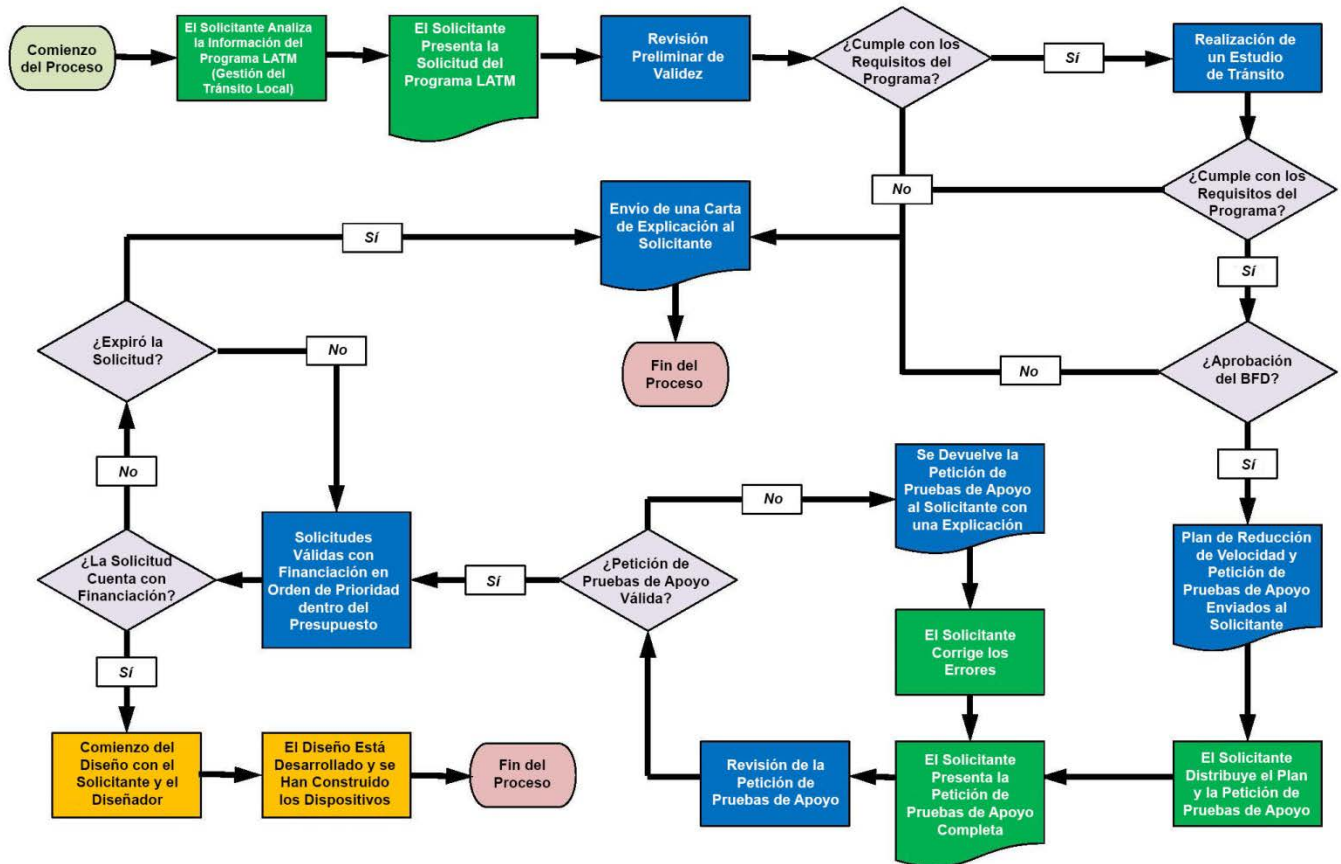 Comienzo
del Proceso
El Solicitante Analiza
la Información del
Programa LATM
(Gestión del
Tránsito Local)
El Solicitante
Presenta la
Solicitud del
Programa LATM
Revisión
Preliminar de
Validez
¿Cumple con los
Requisitos del
Programa?
Sí
Realización de
un Estudio
de Tránsito
No
¿Cumple con los
Requisitos del
Programa?
Envío de una Carta
de Explicación al
Solicitante
Sí
Sí
¿Expiró la
Solicitud?
No
Fin del
Proceso
No
¿Aprobación
del BFD?
No
Sí
Se Devuelve la
Petición de
Pruebas de Apoyo
al Solicitante con
una Explicación
No
¿La Solicitud
Cuenta con
Financiación?
Solicitudes
Válidas con
Financiación en
Orden de Prioridad
dentro del
Presupuesto
Sí
¿Petición de
Pruebas de Apoyo
Válida?
Plan de Reducción
de Velocidad y
Petición de
Pruebas de Apoyo
Enviados al
Solicitante
El Solicitante
Corrige los
Errores
Sí
Comienzo del
Diseño con el
Solicitante y el
Diseñador
El Diseño Está
Desarrollado y se
Han Construido
los Dispositivos
Fin del
Proceso
Revisión de la
Petición de
Pruebas de Apoyo
El Solicitante
Presenta la
Petición de
Pruebas de Apoyo
Completa
El Solicitante
Distribuye el Plan
y la Petición de
Pruebas de Apoyo